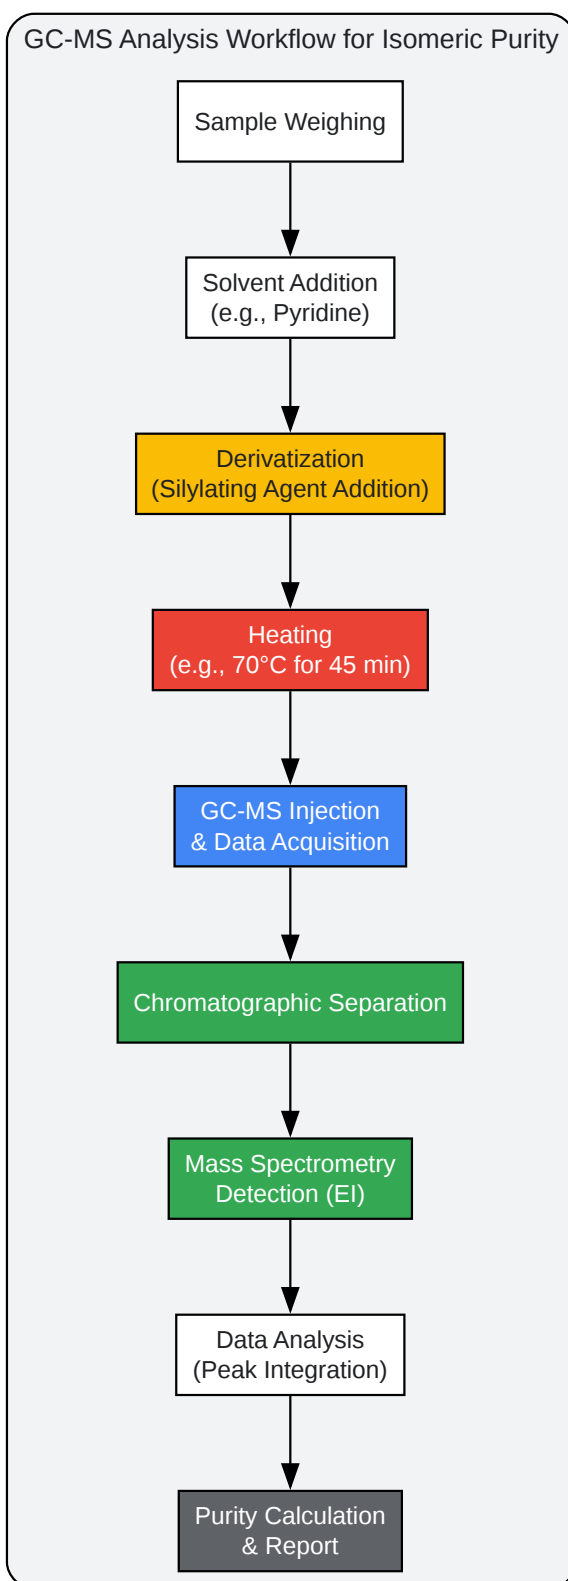 GC-MS Analysis Workflow for Isomeric Purity
Sample Weighing
Solvent Addition
(e.g., Pyridine)
Derivatization
(Silylating Agent Addition)
Heating
(e.g., 70°C for 45 min)
GC-MS Injection
& Data Acquisition
Chromatographic Separation
Mass Spectrometry
Detection (EI)
Data Analysis
(Peak Integration)
Purity Calculation
& Report